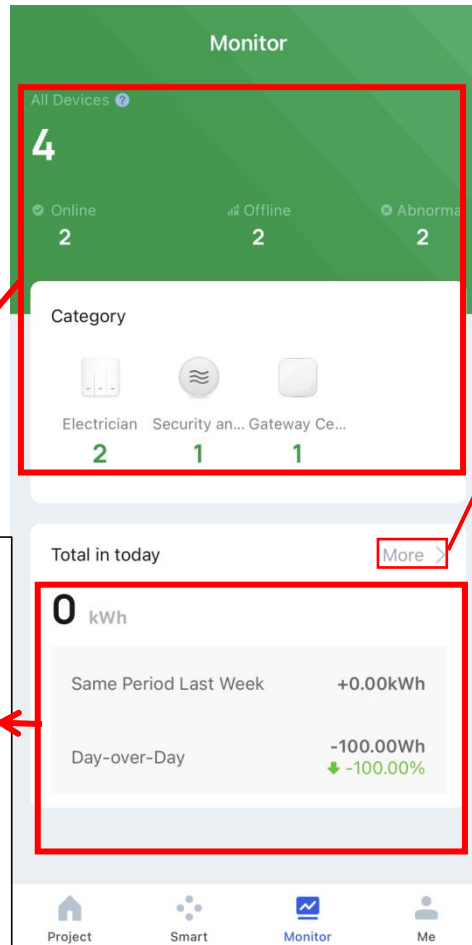 Monitor
All Devices ?
4
Online Offline Abnorma
2 2 2
Category
Electrician Security an... Gateway Ce...
2 1 1
Total in today More >
0 kWh
Same Period Last Week +0.00kWh
Day-over-Day -100.00Wh
-100.00%
Project Smart Monitor Me